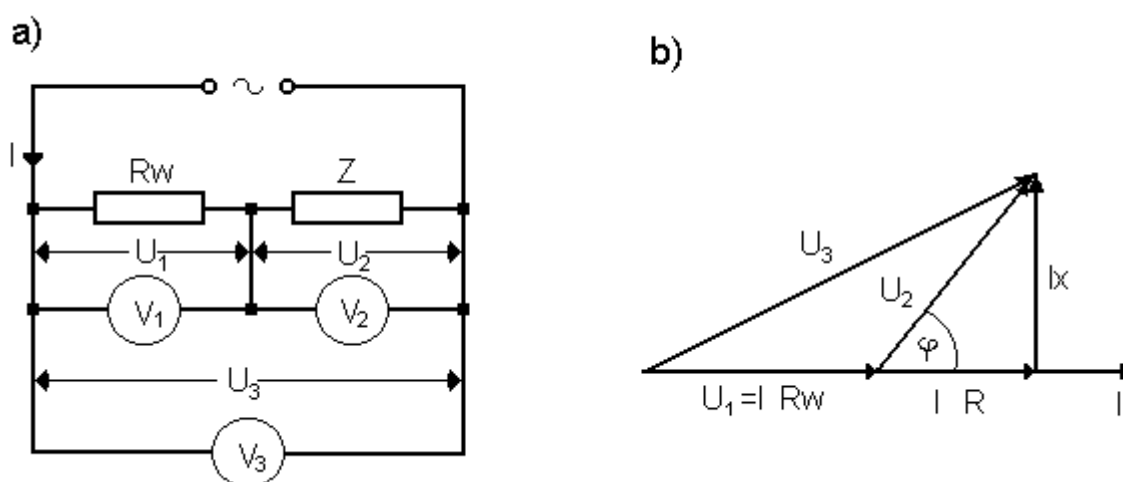 a)
~
I
Rw
Z
U₁
U₂
V₁
V₂
U₃
V₃
b)
U₃
U₂
Ix
φ
U₁=I Rw
I R
I